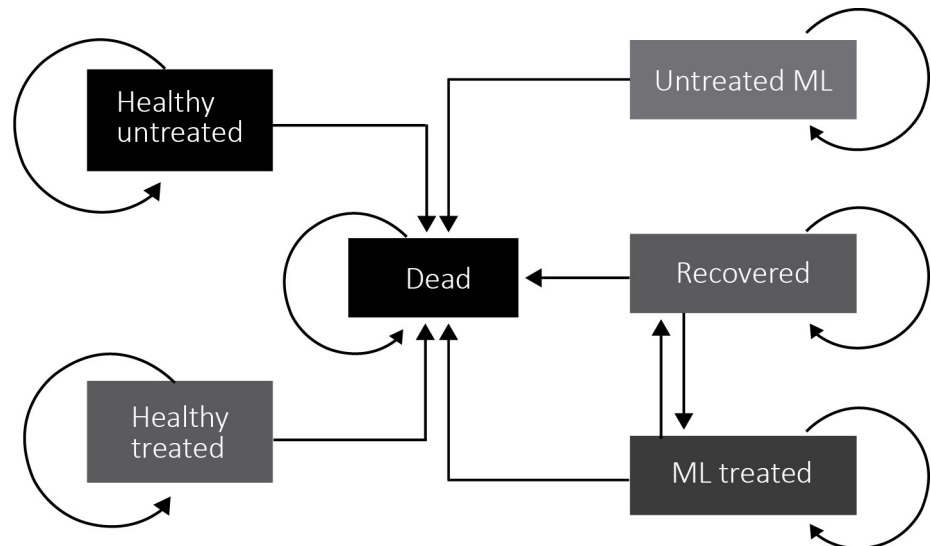 Healthy
untreated
Untreated ML
Dead
Recovered
Healthy
treated
ML treated